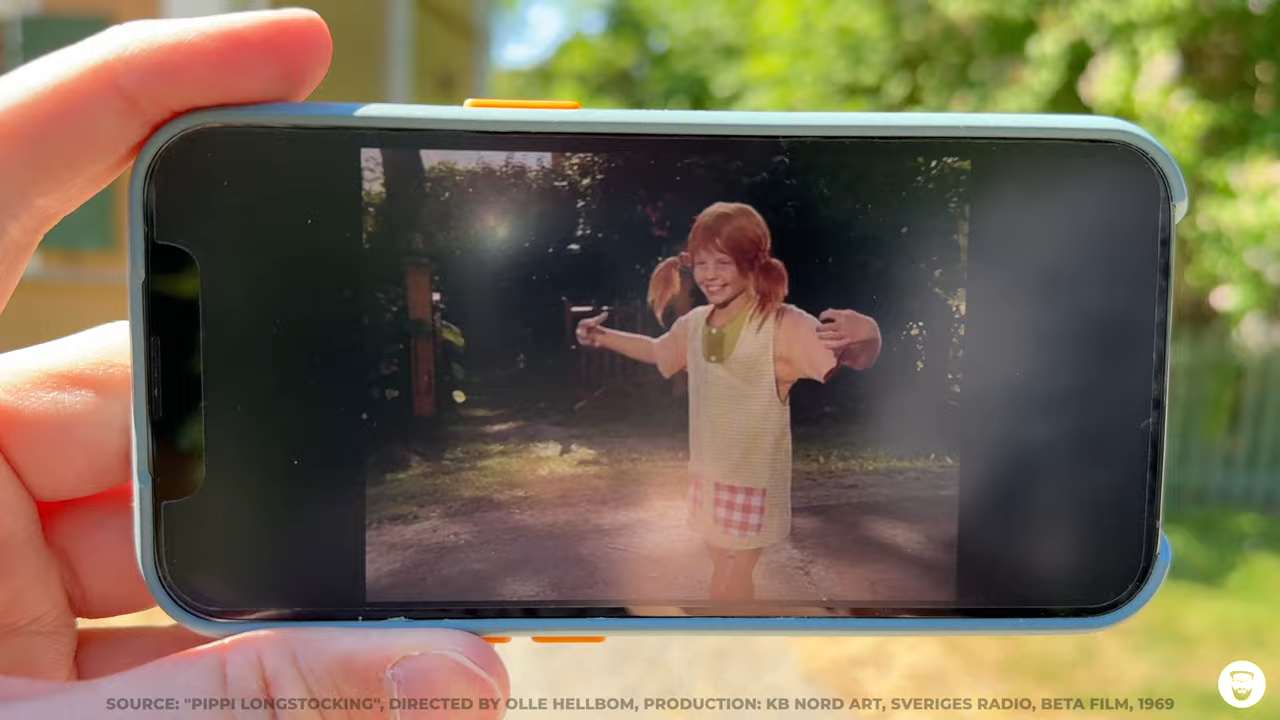 SOURCE: "PIPPI LONGSTOCKING", DIRECTED BY OLLE HELLBOM, PRODUCTION: KB NORD ART, SVERIGES RADIO, BETA FILM, 1969